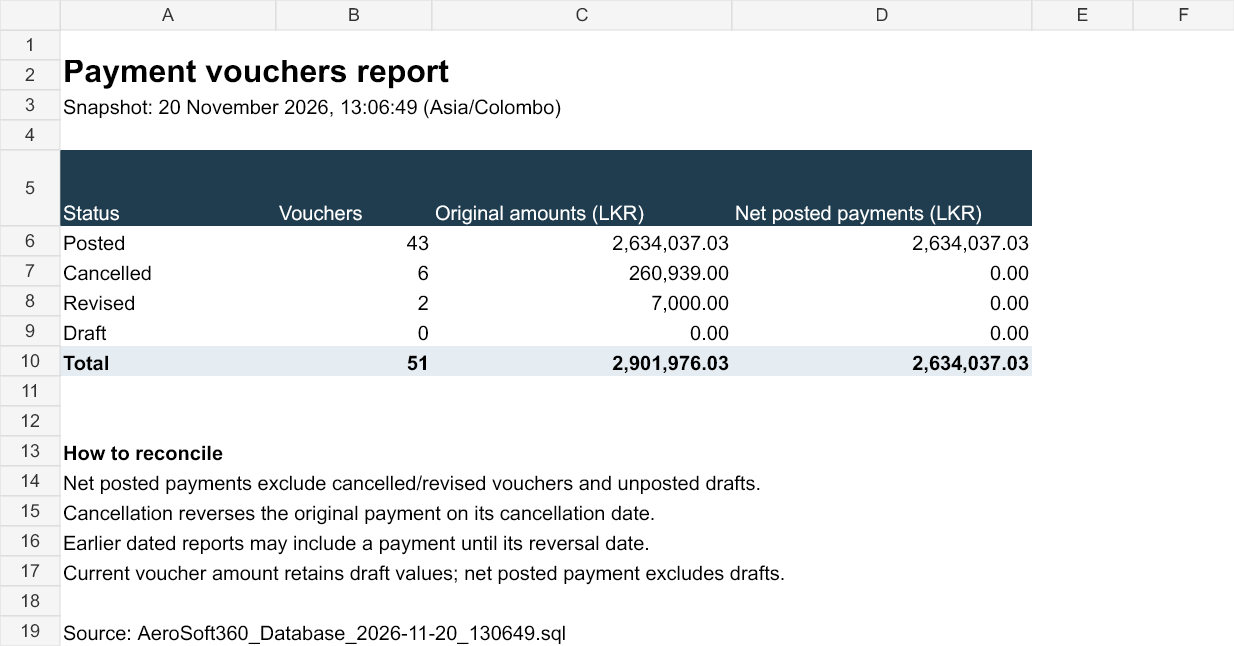 A B C D E F
1
2 Payment vouchers report
3 Snapshot: 20 November 2026, 13:06:49 (Asia/Colombo)
4
5 Status Vouchers Original amounts (LKR) Net posted payments (LKR)
6 Posted 43 2,634,037.03 2,634,037.03
7 Cancelled 6 260,939.00 0.00
8 Revised 2 7,000.00 0.00
9 Draft 0 0.00 0.00
10 Total 51 2,901,976.03 2,634,037.03
11
12
13 How to reconcile
14 Net posted payments exclude cancelled/revised vouchers and unposted drafts.
15 Cancellation reverses the original payment on its cancellation date.
16 Earlier dated reports may include a payment until its reversal date.
17 Current voucher amount retains draft values; net posted payment excludes drafts.
18
19 Source: AeroSoft360_Database_2026-11-20_130649.sql